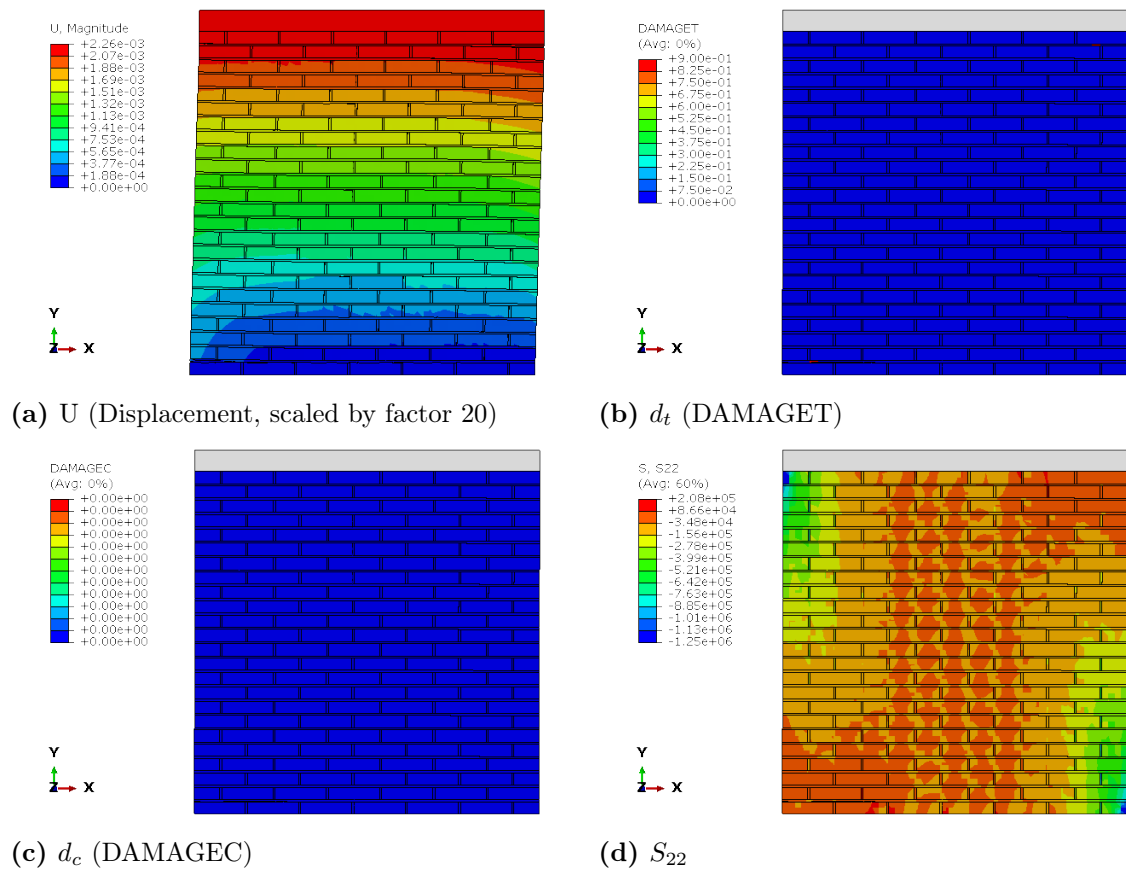 U, Magnitude
+2.26e-03
+2.07e-03
+1.88e-03
+1.69e-03
+1.51e-03
+1.32e-03
+1.13e-03
+9.41e-04
+7.53e-04
+5.65e-04
+3.77e-04
+1.88e-04
+0.00e+00
Y
Z X
(a) U (Displacement, scaled by factor 20)
DAMAGET
(Avg: 0%)
+9.00e-01
+8.25e-01
+7.50e-01
+6.75e-01
+6.00e-01
+5.25e-01
+4.50e-01
+3.75e-01
+3.00e-01
+2.25e-01
+1.50e-01
+7.50e-02
+0.00e+00
Y
Z X
(b) d_t (DAMAGET)
DAMAGEC
(Avg: 0%)
+0.00e+00
+0.00e+00
+0.00e+00
+0.00e+00
+0.00e+00
+0.00e+00
+0.00e+00
+0.00e+00
+0.00e+00
+0.00e+00
+0.00e+00
+0.00e+00
+0.00e+00
Y
Z X
(c) d_c (DAMAGEC)
S, S22
(Avg: 60%)
+2.08e+05
+8.66e+04
-3.48e+04
-1.56e+05
-2.78e+05
-3.99e+05
-5.21e+05
-6.42e+05
-7.63e+05
-8.85e+05
-1.01e+06
-1.13e+06
-1.25e+06
Y
Z X
(d) S_22